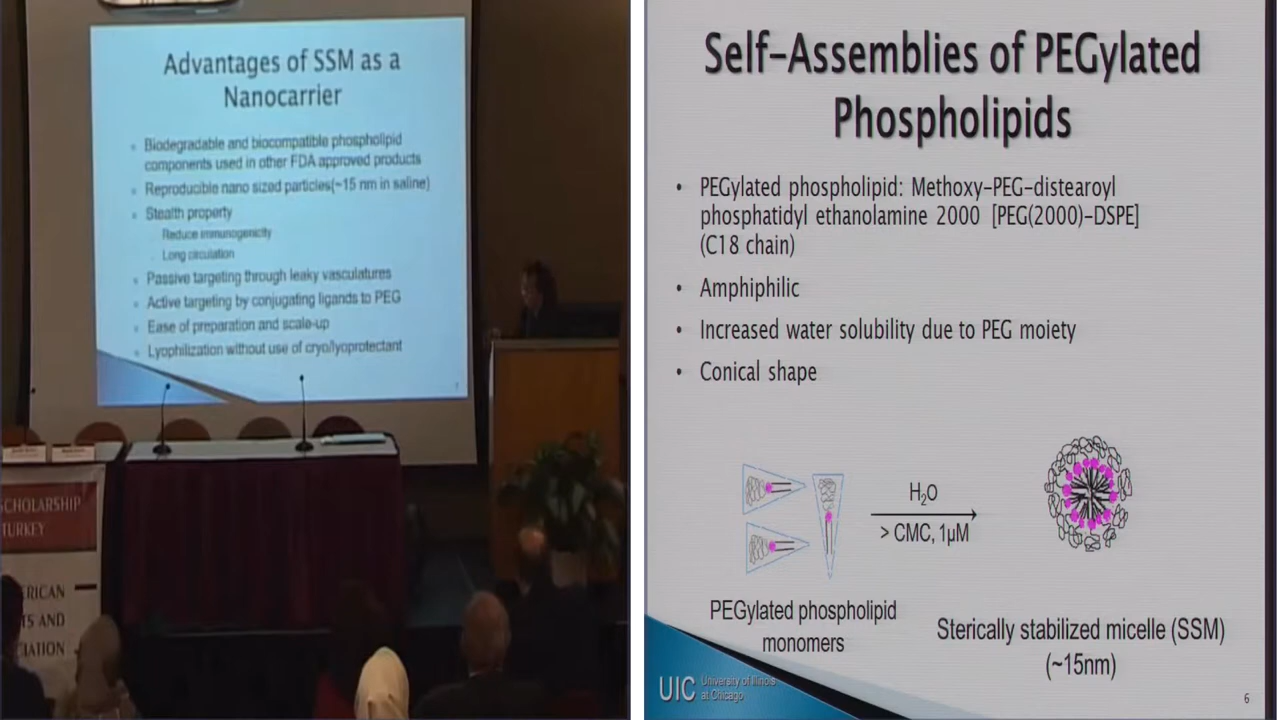 Advantages of SSM as a
Nanocarrier
Biodegradable and biocompatible phospholipid
components used in other FDA approved products
Reproducible nano sized particles(~15 nm in saline)
Stealth property
Reduce immunogenicity
Long circulation
Passive targeting through leaky vasculatures
Active targeting by conjugating ligands to PEG
Ease of preparation and scale-up
Lyophilization without use of cryo/lyoprotectant
SCHOLARSHIP
TURKEY
RICAN
TS AND
CIATION
Self-Assemblies of PEGylated
Phospholipids
• PEGylated phospholipid: Methoxy-PEG-distearoyl
phosphatidyl ethanolamine 2000 [PEG(2000)-DSPE]
(C18 chain)
• Amphiphilic
• Increased water solubility due to PEG moiety
• Conical shape
H₂O
> CMC, 1µM
PEGylated phospholipid
monomers
Sterically stabilized micelle (SSM)
(~15nm)
UIC University of Illinois
at Chicago
6